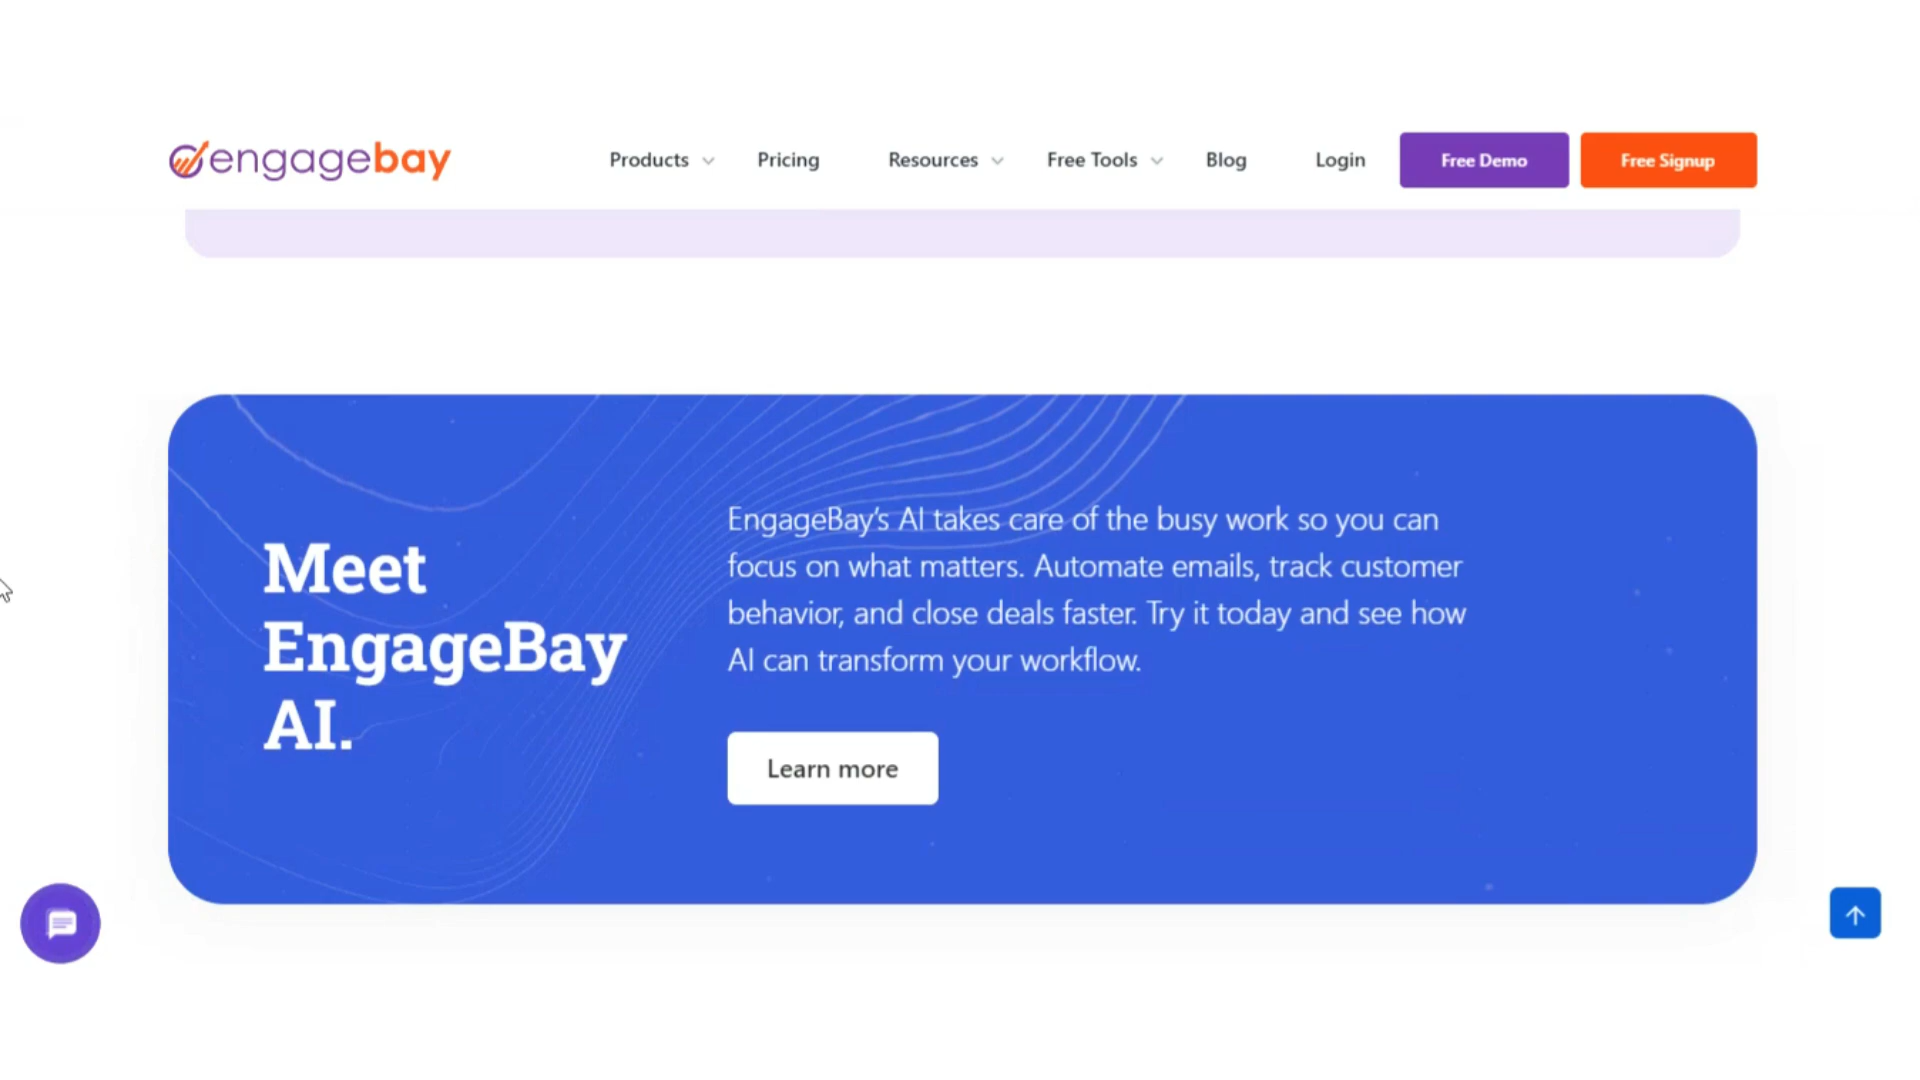 engagebay
Products Pricing Resources Free Tools Blog Login Free Demo Free Signup
Meet
EngageBay
AI.
EngageBay's AI takes care of the busy work so you can
focus on what matters. Automate emails, track customer
behavior, and close deals faster. Try it today and see how
AI can transform your workflow.
Learn more